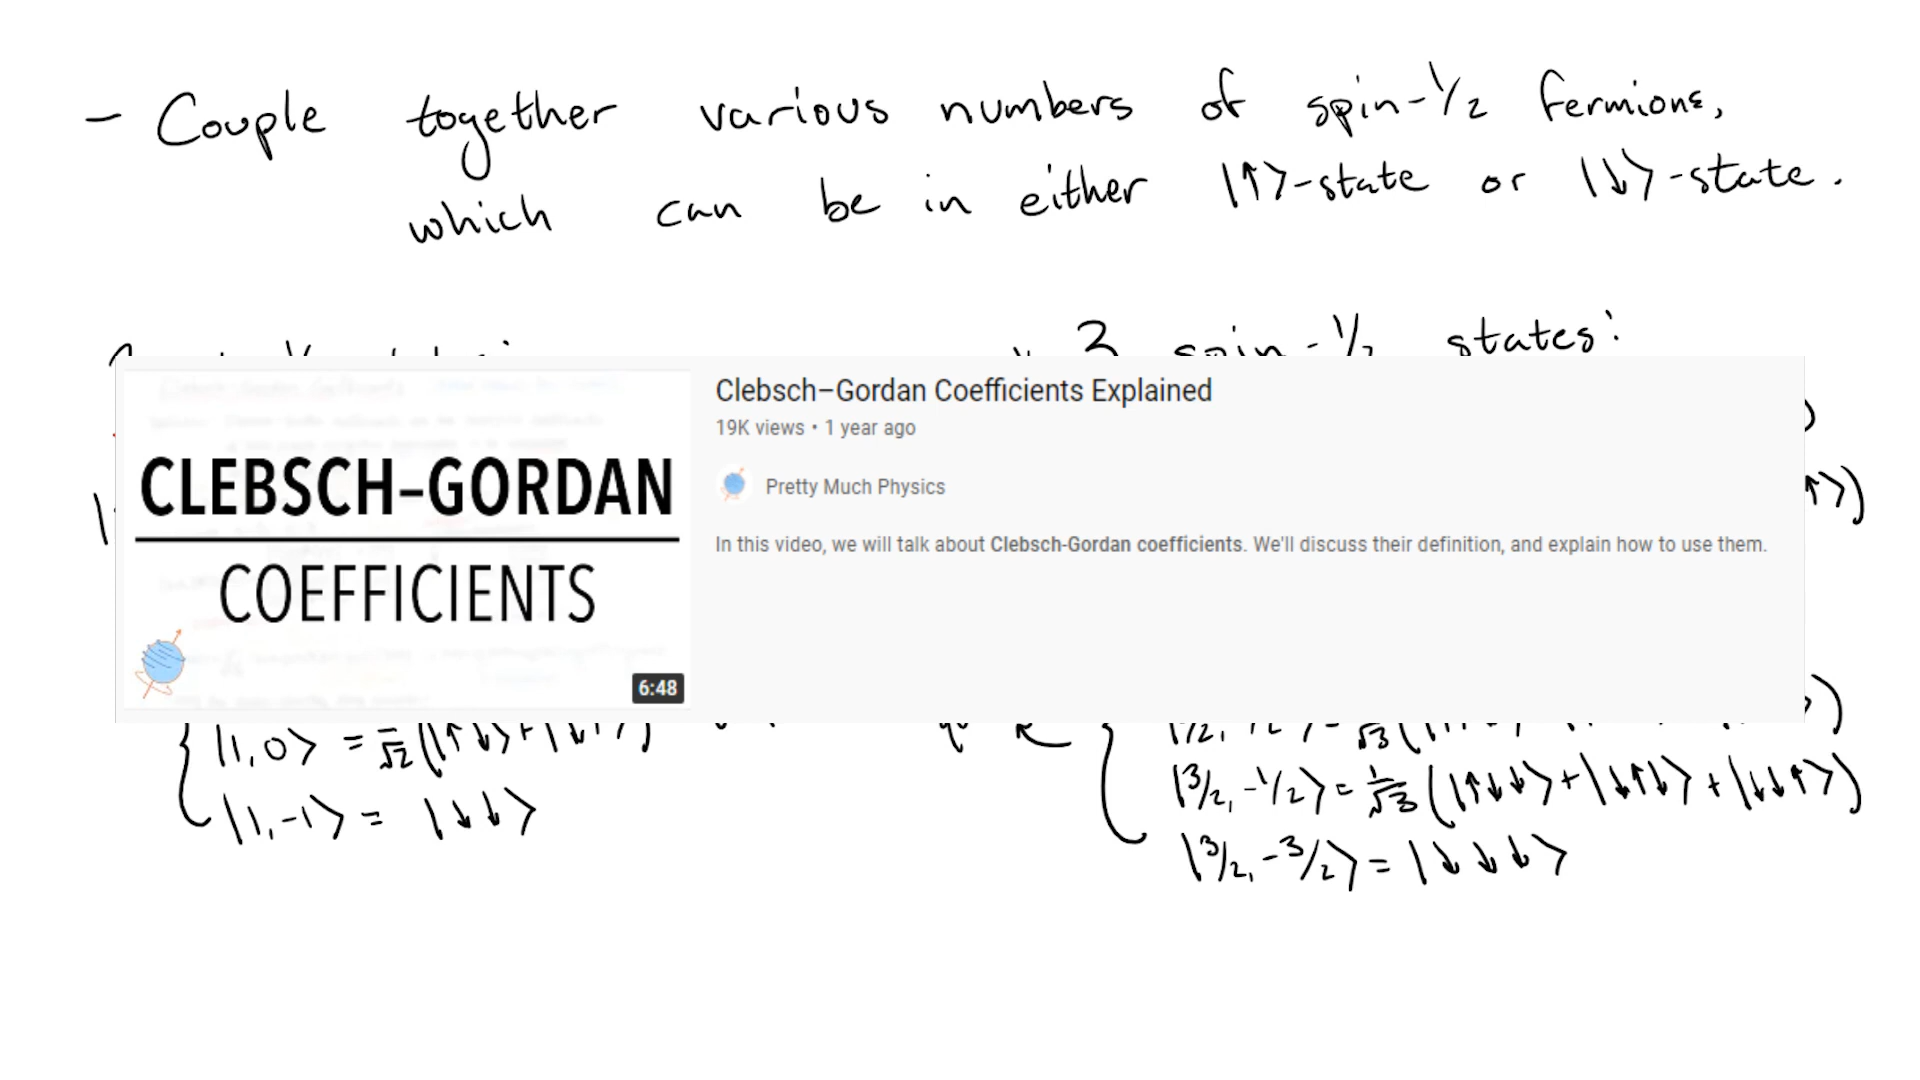 - Couple together various numbers of spin-1/2 fermions,
which can be in either |↑⟩-state or |↓⟩-state.
3 spin-1/2 states:
Clebsch–Gordan Coefficients Explained
19K views • 1 year ago
Pretty Much Physics
In this video, we will talk about Clebsch-Gordan coefficients. We'll discuss their definition, and explain how to use them.
CLEBSCH–GORDAN
COEFFICIENTS
6:48
↑⟩)
|1,0⟩ = 1/√2 (|↑↓⟩+|↓↑⟩)
|1,-1⟩ = |↓↓⟩
|3/2,-1/2⟩ = 1/√3 (|↑↓↓⟩+|↓↑↓⟩+|↓↓↑⟩)
|3/2,-3/2⟩ = |↓↓↓⟩